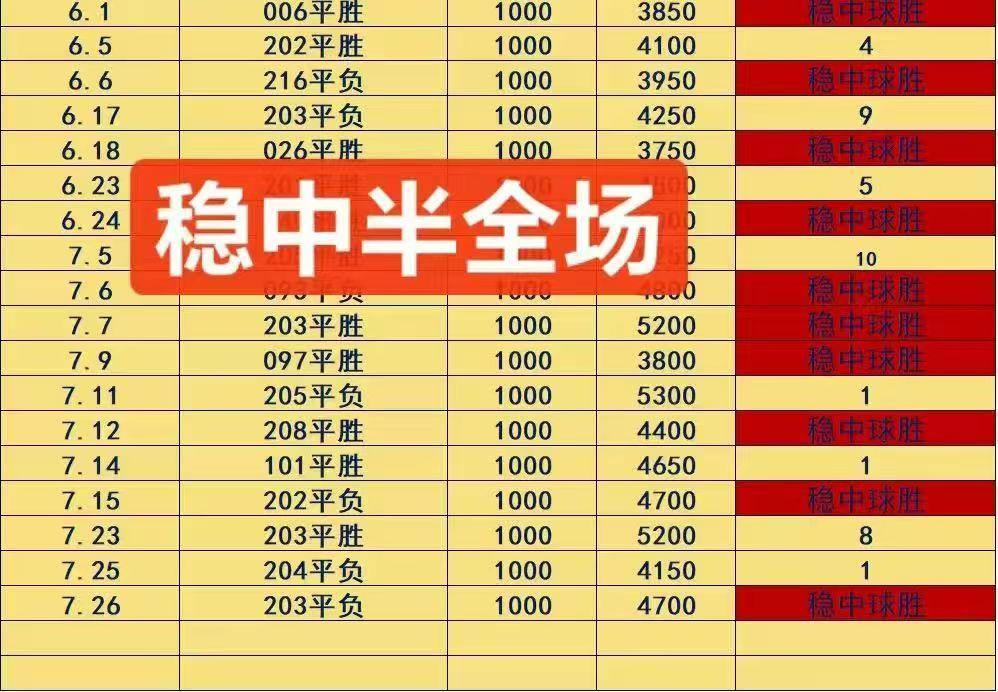 6.1 006平胜 1000 3850 稳中球胜
6.5 202平胜 1000 4100 4
6.6 216平负 1000 3950 稳中球胜
6.17 203平负 1000 4250 9
6.18 026平胜 1000 3750 稳中球胜
6.23 5
6.24 稳中球胜
稳中半全场
7.5 10
7.6 093平负 1000 4800 稳中球胜
7.7 203平胜 1000 5200 稳中球胜
7.9 097平胜 1000 3800 稳中球胜
7.11 205平负 1000 5300 1
7.12 208平胜 1000 4400 稳中球胜
7.14 101平胜 1000 4650 1
7.15 202平负 1000 4700 稳中球胜
7.23 203平胜 1000 5200 8
7.25 204平负 1000 4150 1
7.26 203平负 1000 4700 稳中球胜